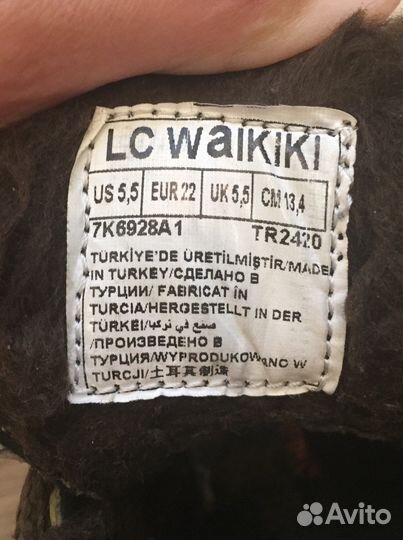 LC WAIKIKI
US 5,5 EUR 22 UK 5,5 CM 13,4
7K6928A1 TR2420
TÜRKİYE'DE ÜRETİLMİŞTİR/MADE
IN TURKEY/СДЕЛАНО В
ТУРЦИИ/ FABRICAT İN
TURCIA/HERGESTELLT IN DER
TÜRKEİ/صنع في تركيا
/ПРОИЗВЕДЕНО В
ТУРЦИЯ/WYPRODUKOWANO W
TURCJI/土耳其制造
Avito